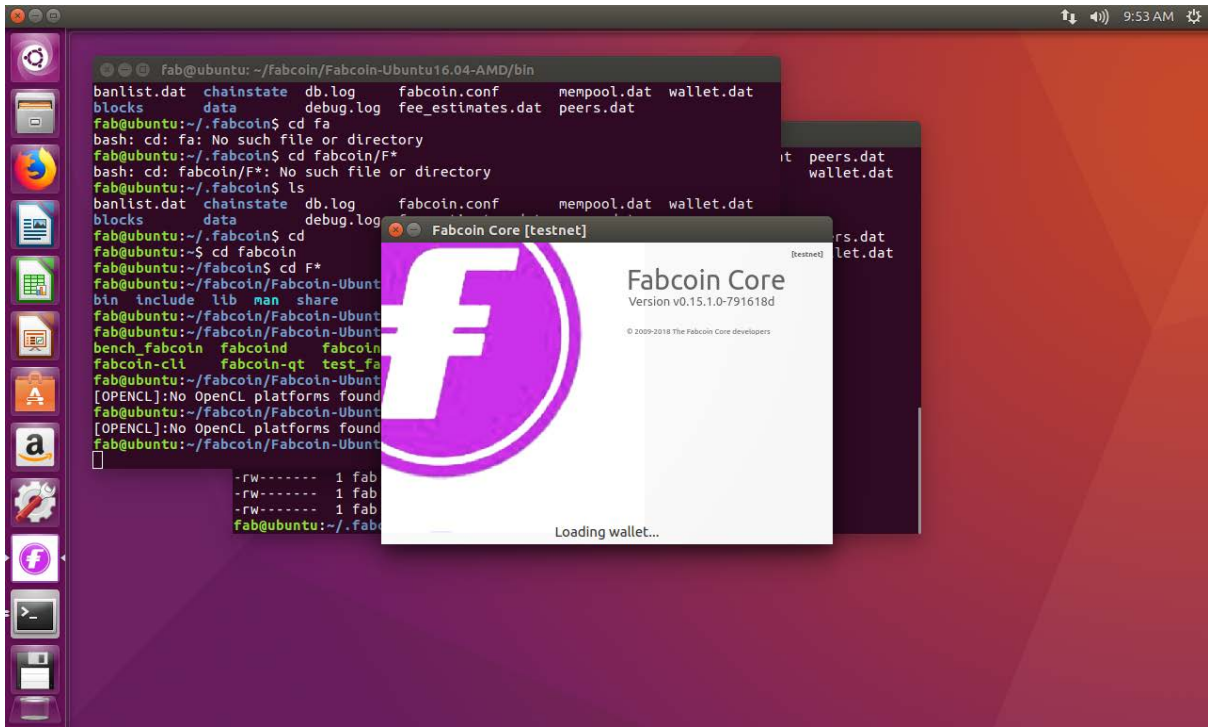 9:53 AM
fab@ubuntu: ~/fabcoin/Fabcoin-Ubuntu16.04-AMD/bin
banlist.dat chainstate db.log fabcoin.conf mempool.dat wallet.dat
blocks data debug.log fee_estimates.dat peers.dat
fab@ubuntu:~/.fabcoin$ cd fa
bash: cd: fa: No such file or directory
fab@ubuntu:~/.fabcoin$ cd fabcoin/F*
bash: cd: fabcoin/F*: No such file or directory
fab@ubuntu:~/.fabcoin$ ls
banlist.dat chainstate db.log fabcoin.conf mempool.dat wallet.dat
blocks data debug.log
fab@ubuntu:~/.fabcoin$ cd
fab@ubuntu:~$ cd fabcoin
fab@ubuntu:~/fabcoin$ cd F*
fab@ubuntu:~/fabcoin/Fabcoin-Ubunt
bin include lib man share
fab@ubuntu:~/fabcoin/Fabcoin-Ubunt
fab@ubuntu:~/fabcoin/Fabcoin-Ubunt
bench_fabcoin fabcoind fabcoin
fabcoin-cli fabcoin-qt test_fa
fab@ubuntu:~/fabcoin/Fabcoin-Ubunt
[OPENCL]:No OpenCL platforms found
fab@ubuntu:~/fabcoin/Fabcoin-Ubunt
[OPENCL]:No OpenCL platforms found
fab@ubuntu:~/fabcoin/Fabcoin-Ubunt
t peers.dat
wallet.dat
rs.dat
let.dat
-rw------- 1 fab
-rw------- 1 fab
-rw------- 1 fab
fab@ubuntu:~/.fabc
Fabcoin Core [testnet]
[testnet]
Fabcoin Core
Version v0.15.1.0-791618d
© 2009-2018 The Fabcoin Core developers
Loading wallet...